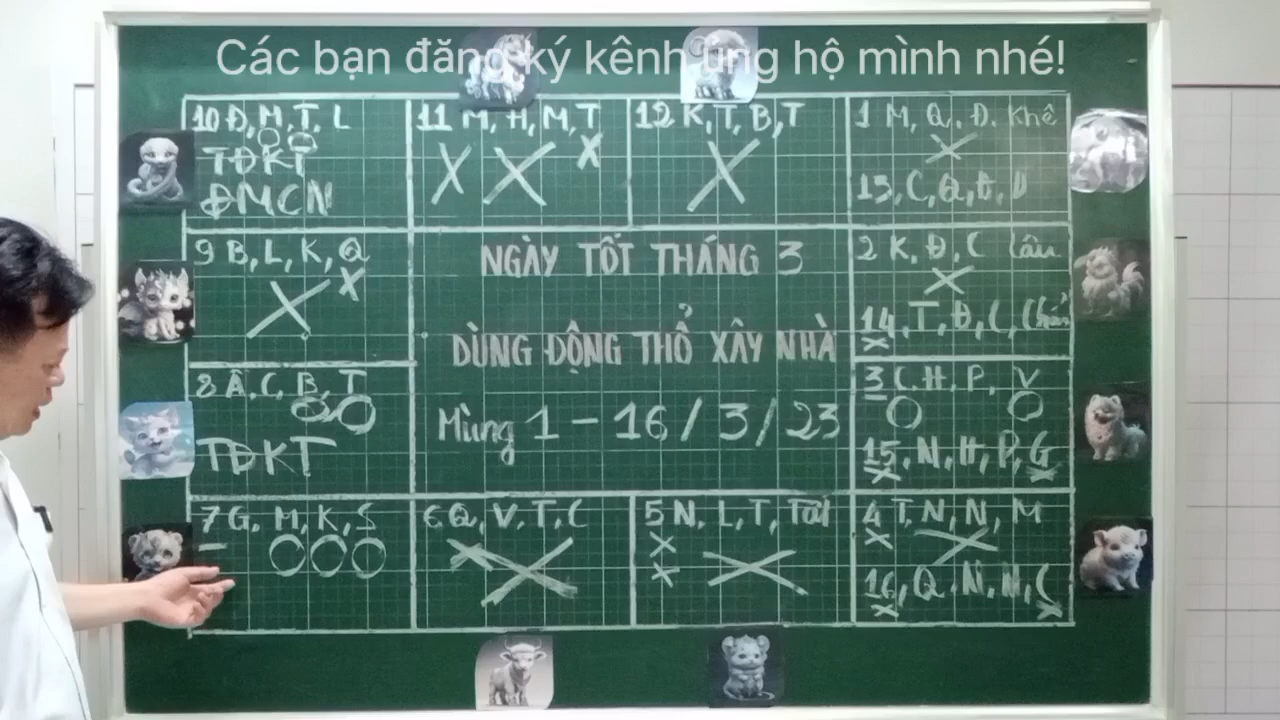 Các bạn đăng ký kênh ủng hộ mình nhé!
10 Đ, M, T, L
TĐKT
ĐMCN
11 M, H, M, T
12 K, T, B, T
1 M, Q, Đ. Khê
13, C, Q, Đ, D
9 B, L, K, Q
NGÀY TỐT THÁNG 3
2 K, Đ, C Lâu
DÙNG ĐỘNG THỔ XÂY NHÀ
14, T, Đ, C, Chẩn
8 Â, C, B, T
TĐKT
Mùng 1 - 16 / 3 / 23
3 C, H, P, V
15, N, H, P, G
7 G, M, K, S
6 Q, V, T, C
5 N, L, T, Tài
4 T, N, N, M
16, Q, N, N, C